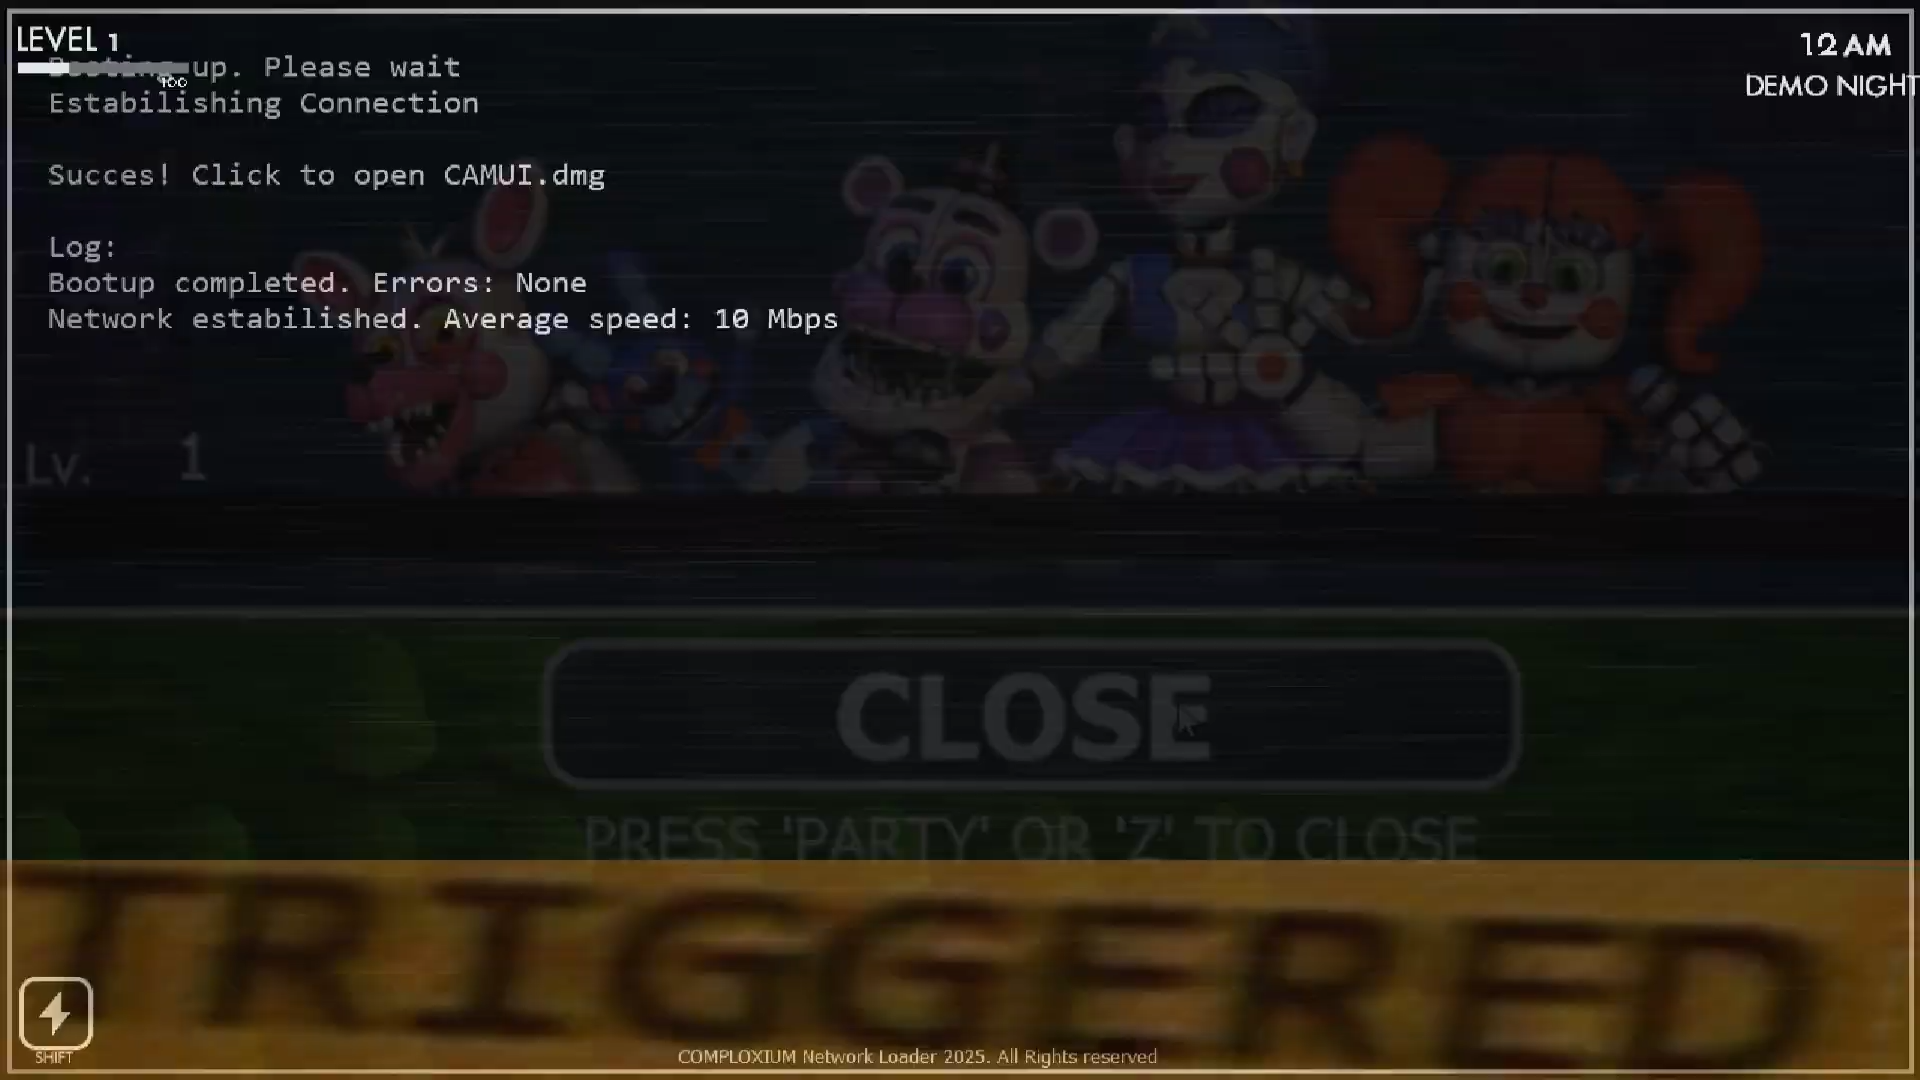 LEVEL 1
12 AM
Booting up. Please wait
100
DEMO NIGHT
Estabilishing Connection
Succes! Click to open CAMUI.dmg
Log:
Bootup completed. Errors: None
Network estabilished. Average speed: 10 Mbps
Lv. 1
CLOSE
PRESS 'PARTY' OR 'Z' TO CLOSE
TRIGGERED
SHIFT
COMPLOXIUM Network Loader 2025. All Rights reserved